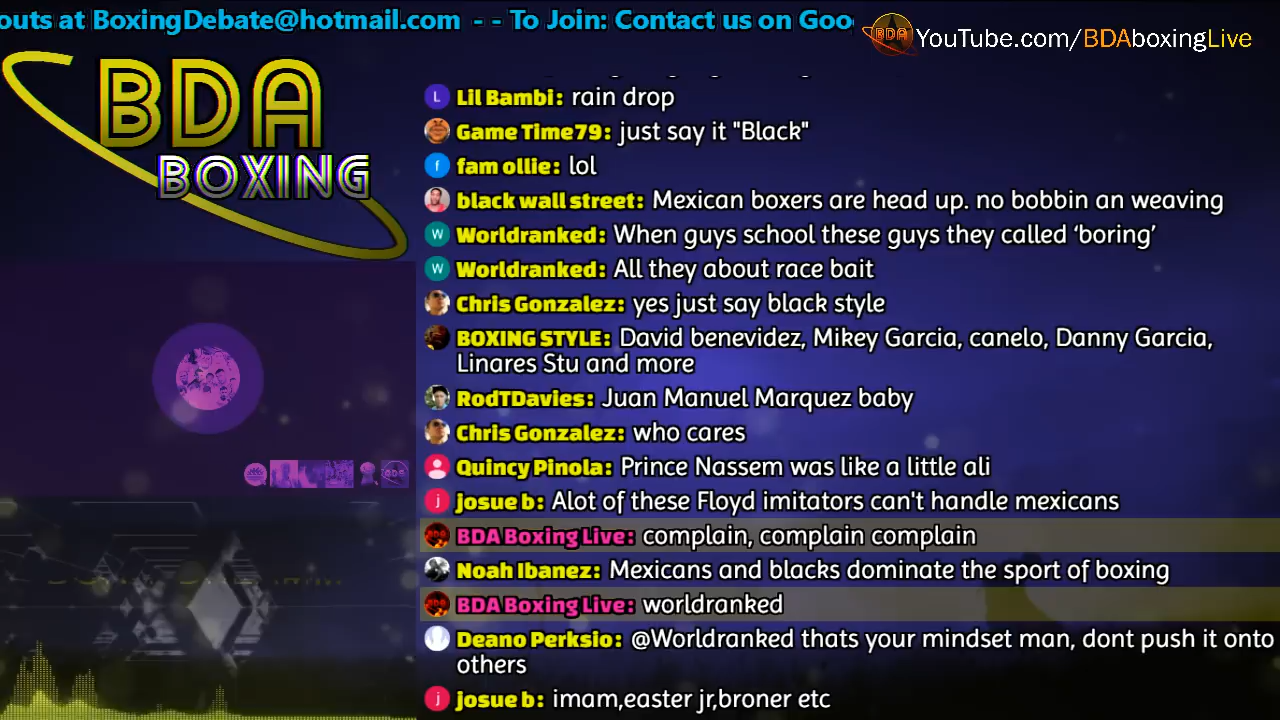 outs at BoxingDebate@hotmail.com - - To Join: Contact us on Goo
BDA
YouTube.com/BDAboxingLive
BDA
BOXING
L Lil Bambi: rain drop
Game Time79: just say it "Black"
f fam ollie: lol
black wall street: Mexican boxers are head up. no bobbin an weaving
W Worldranked: When guys school these guys they called ‘boring’
W Worldranked: All they about race bait
Chris Gonzalez: yes just say black style
BOXING STYLE: David benevidez, Mikey Garcia, canelo, Danny Garcia,
Linares Stu and more
RodTDavies: Juan Manuel Marquez baby
Chris Gonzalez: who cares
Quincy Pinola: Prince Nassem was like a little ali
j josue b: Alot of these Floyd imitators can't handle mexicans
BDA Boxing Live: complain, complain complain
Noah Ibanez: Mexicans and blacks dominate the sport of boxing
BDA Boxing Live: worldranked
Deano Perksio: @Worldranked thats your mindset man, dont push it onto
others
j josue b: imam,easter jr,broner etc